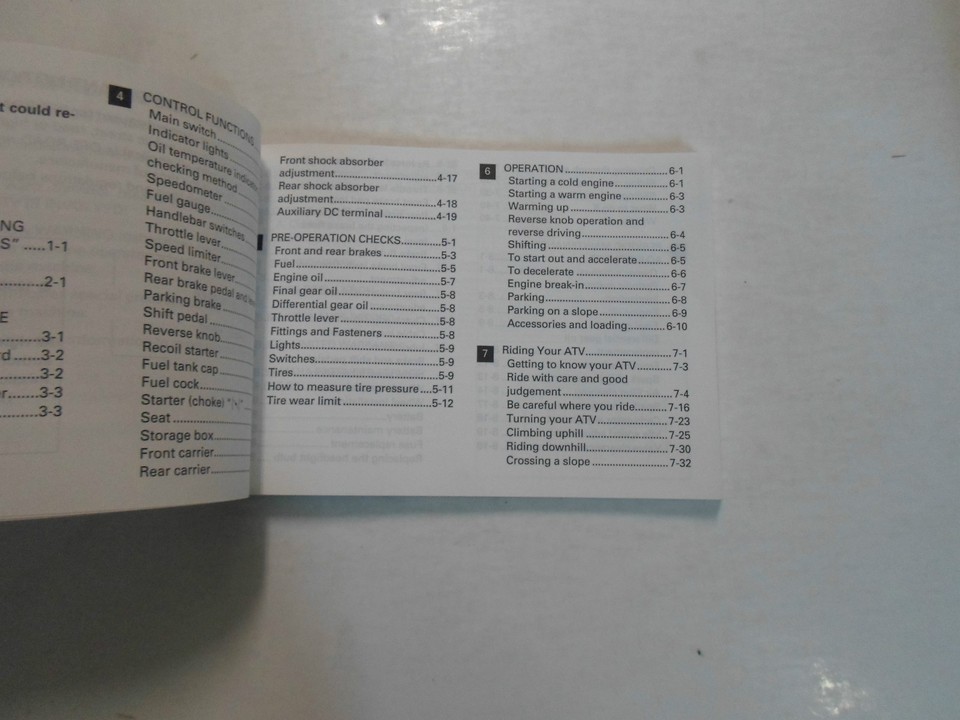 t could re-
NG
S" .....1-1
............2-1
E
...........3-1
d ......3-2
............3-2
r.......3-3
............3-3
4 CONTROL FUNCTIONS
Main switch
Indicator lights
Oil temperature indicator
checking method
Speedometer
Fuel gauge
Handlebar switches
Throttle lever
Speed limiter
Front brake lever
Rear brake pedal and
Parking brake
Shift pedal
Reverse knob
Recoil starter
Fuel tank cap
Fuel cock
Starter (choke)
Seat
Storage box
Front carrier
Rear carrier
Front shock absorber
adjustment....................................4-17
Rear shock absorber
adjustment....................................4-18
Auxiliary DC terminal ...................4-19
PRE-OPERATION CHECKS.............5-1
Front and rear brakes ....................5-3
Fuel.................................................5-5
Engine oil.......................................5-7
Final gear oil..................................5-8
Differential gear oil ........................5-8
Throttle lever .................................5-8
Fittings and Fasteners ...................5-8
Lights..............................................5-9
Switches.........................................5-9
Tires................................................5-9
How to measure tire pressure....5-11
Tire wear limit ..............................5-12
6 OPERATION....................................6-1
Starting a cold engine...................6-1
Starting a warm engine................6-3
Warming up ..................................6-3
Reverse knob operation and
reverse driving..............................6-4
Shifting .........................................6-5
To start out and accelerate...........6-5
To decelerate ................................6-6
Engine break-in.............................6-7
Parking...........................................6-8
Parking on a slope.........................6-9
Accessories and loading.............6-10
7 Riding Your ATV.............................7-1
Getting to know your ATV............7-3
Ride with care and good
judgement .....................................7-4
Be careful where you ride...........7-16
Turning your ATV........................7-23
Climbing uphill ...........................7-25
Riding downhill...........................7-30
Crossing a slope .........................7-32